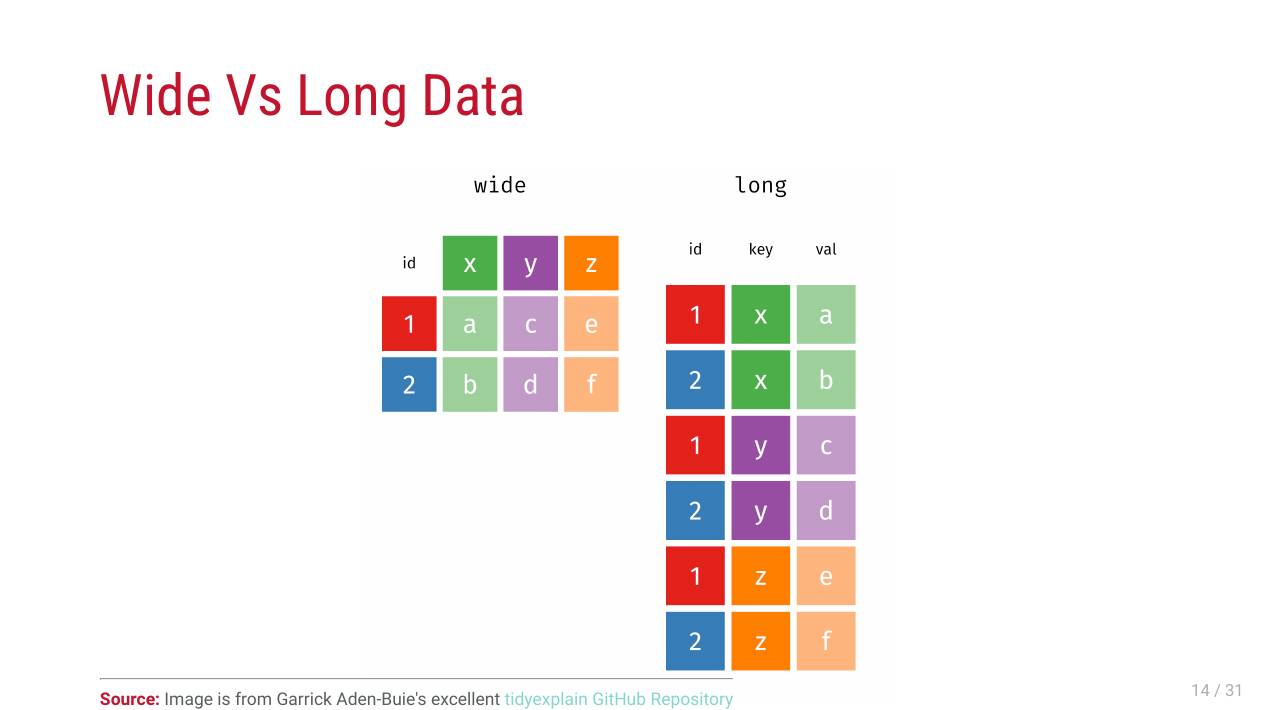 Wide Vs Long Data
wide
id x y z
1 a c e
2 b d f
long
id key val
1 x a
2 x b
1 y c
2 y d
1 z e
2 z f
Source: Image is from Garrick Aden-Buie's excellent tidyexplain GitHub Repository
14 / 31